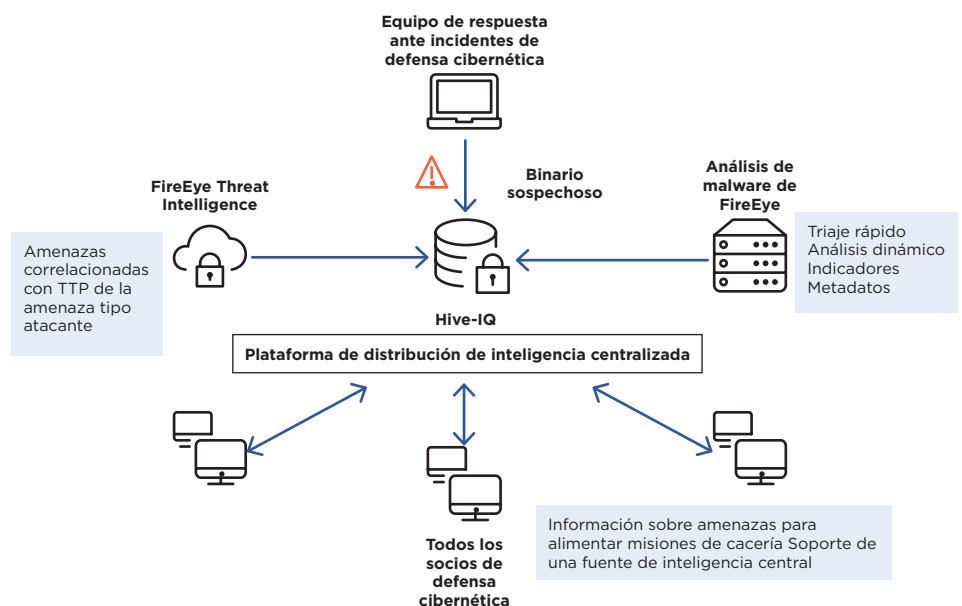 Equipo de respuesta
ante incidentes de
defensa cibernética
FireEye Threat
Intelligence
Binario
sospechoso
Análisis de
malware de
FireEye
Amenazas
correlacionadas
con TTP de la
amenaza tipo
atacante
Triaje rápido
Análisis dinámico
Indicadores
Metadatos
Hive-IQ
Plataforma de distribución de inteligencia centralizada
Todos los
socios de
defensa
cibernética
Información sobre amenazas para
alimentar misiones de cacería Soporte de
una fuente de inteligencia central